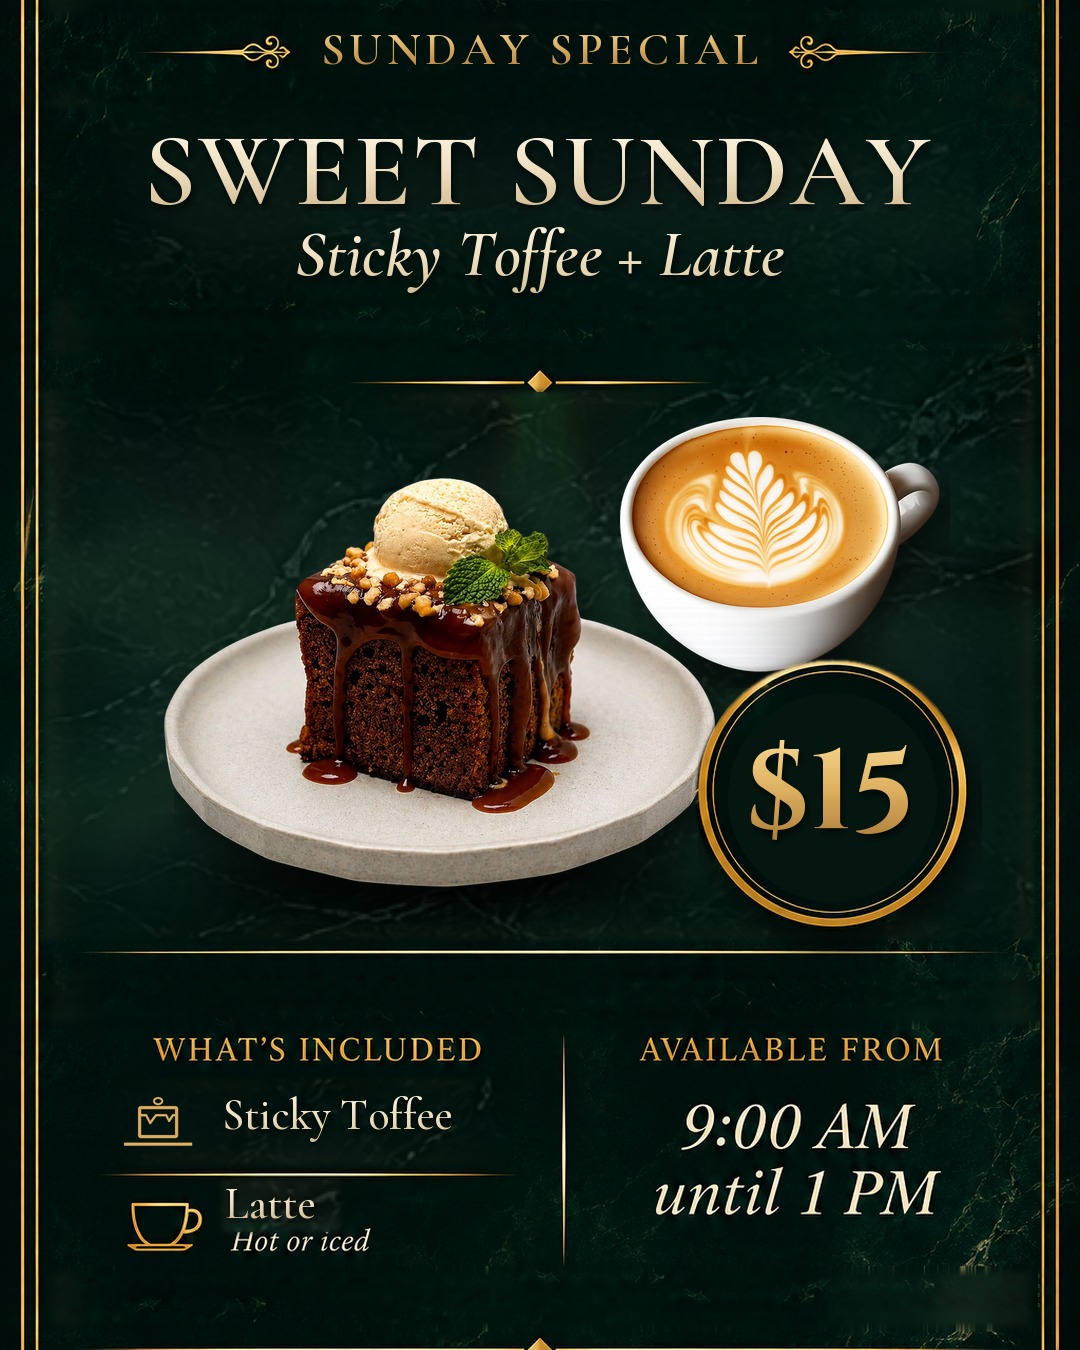 SUNDAY SPECIAL
SWEET SUNDAY
Sticky Toffee + Latte
$15
WHAT'S INCLUDED
Sticky Toffee
Latte
Hot or iced
AVAILABLE FROM
9:00 AM
until 1 PM